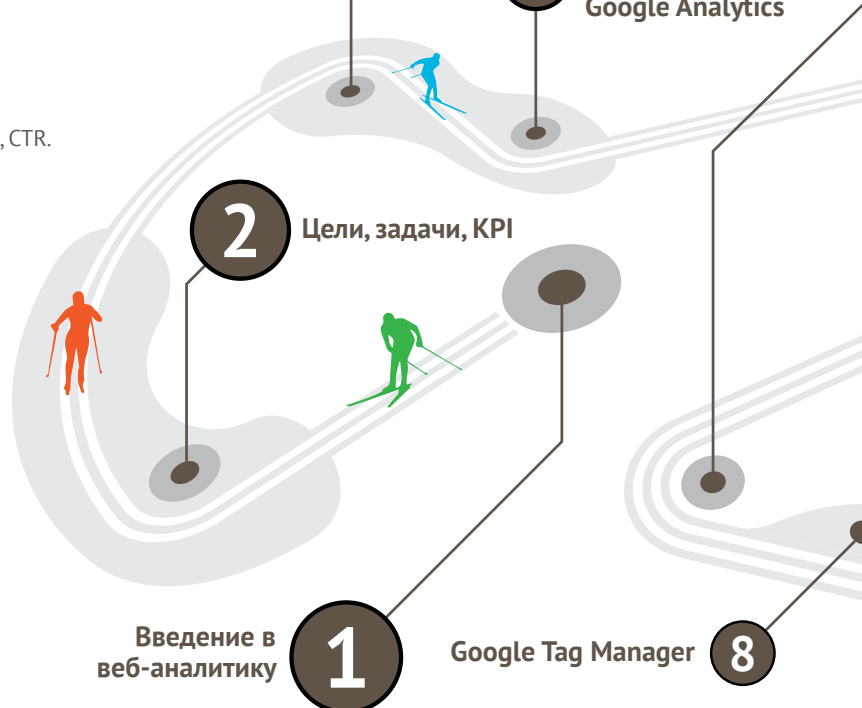 Google Analytics
, CTR.
2
Цели, задачи, KPI
Введение в
веб-аналитику
1
Google Tag Manager
8